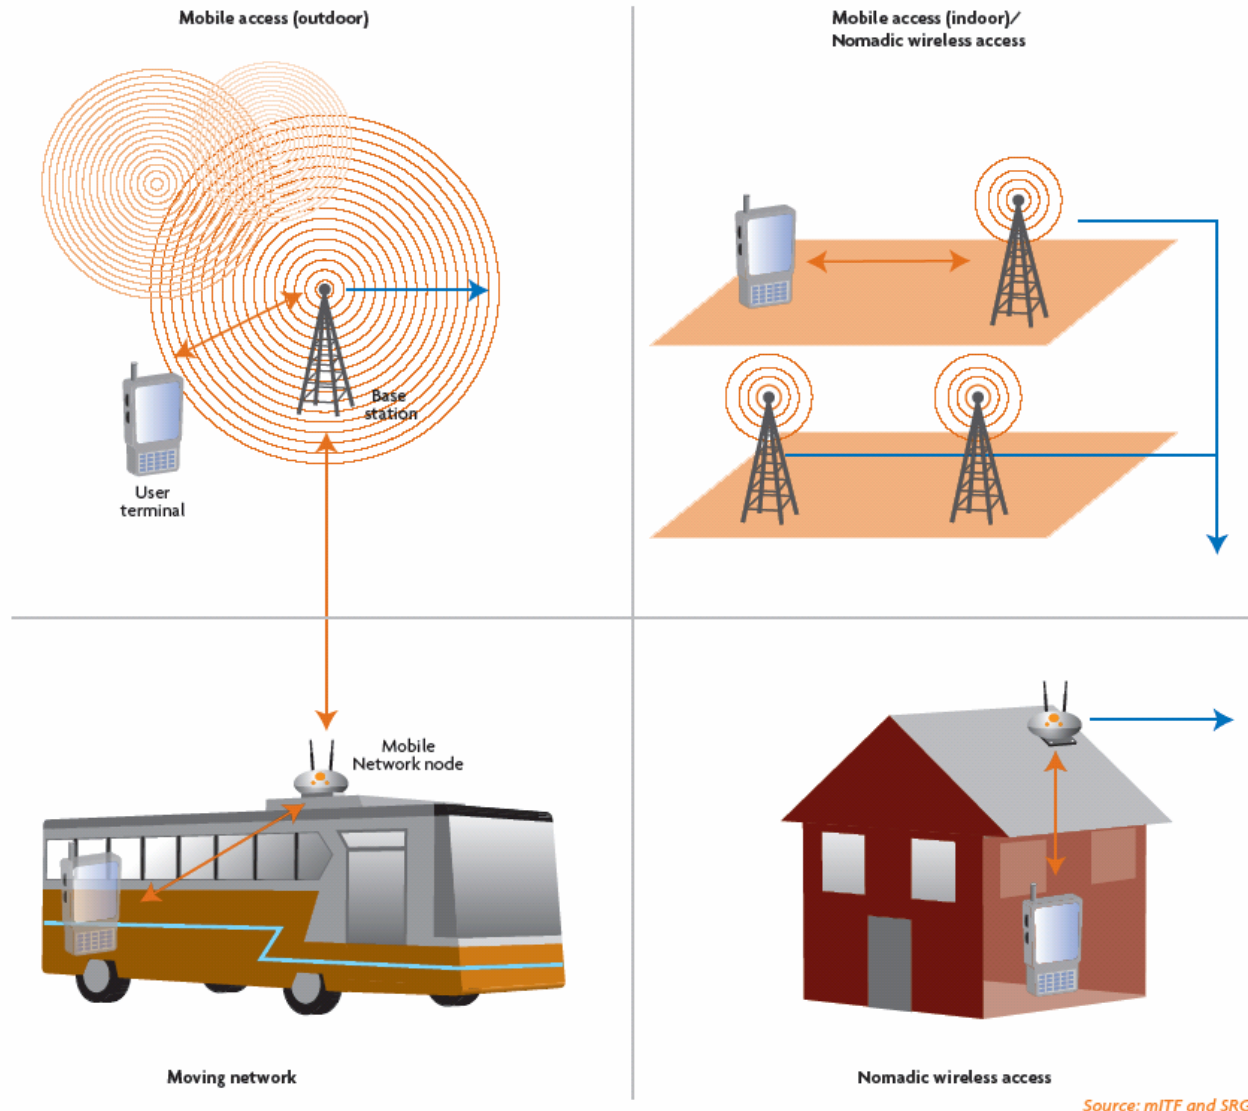 Mobile access (outdoor)
Mobile access (indoor)/
Nomadic wireless access
Base
station
User
terminal
Mobile
Network node
Moving network
Nomadic wireless access
Source: mITF and SRG